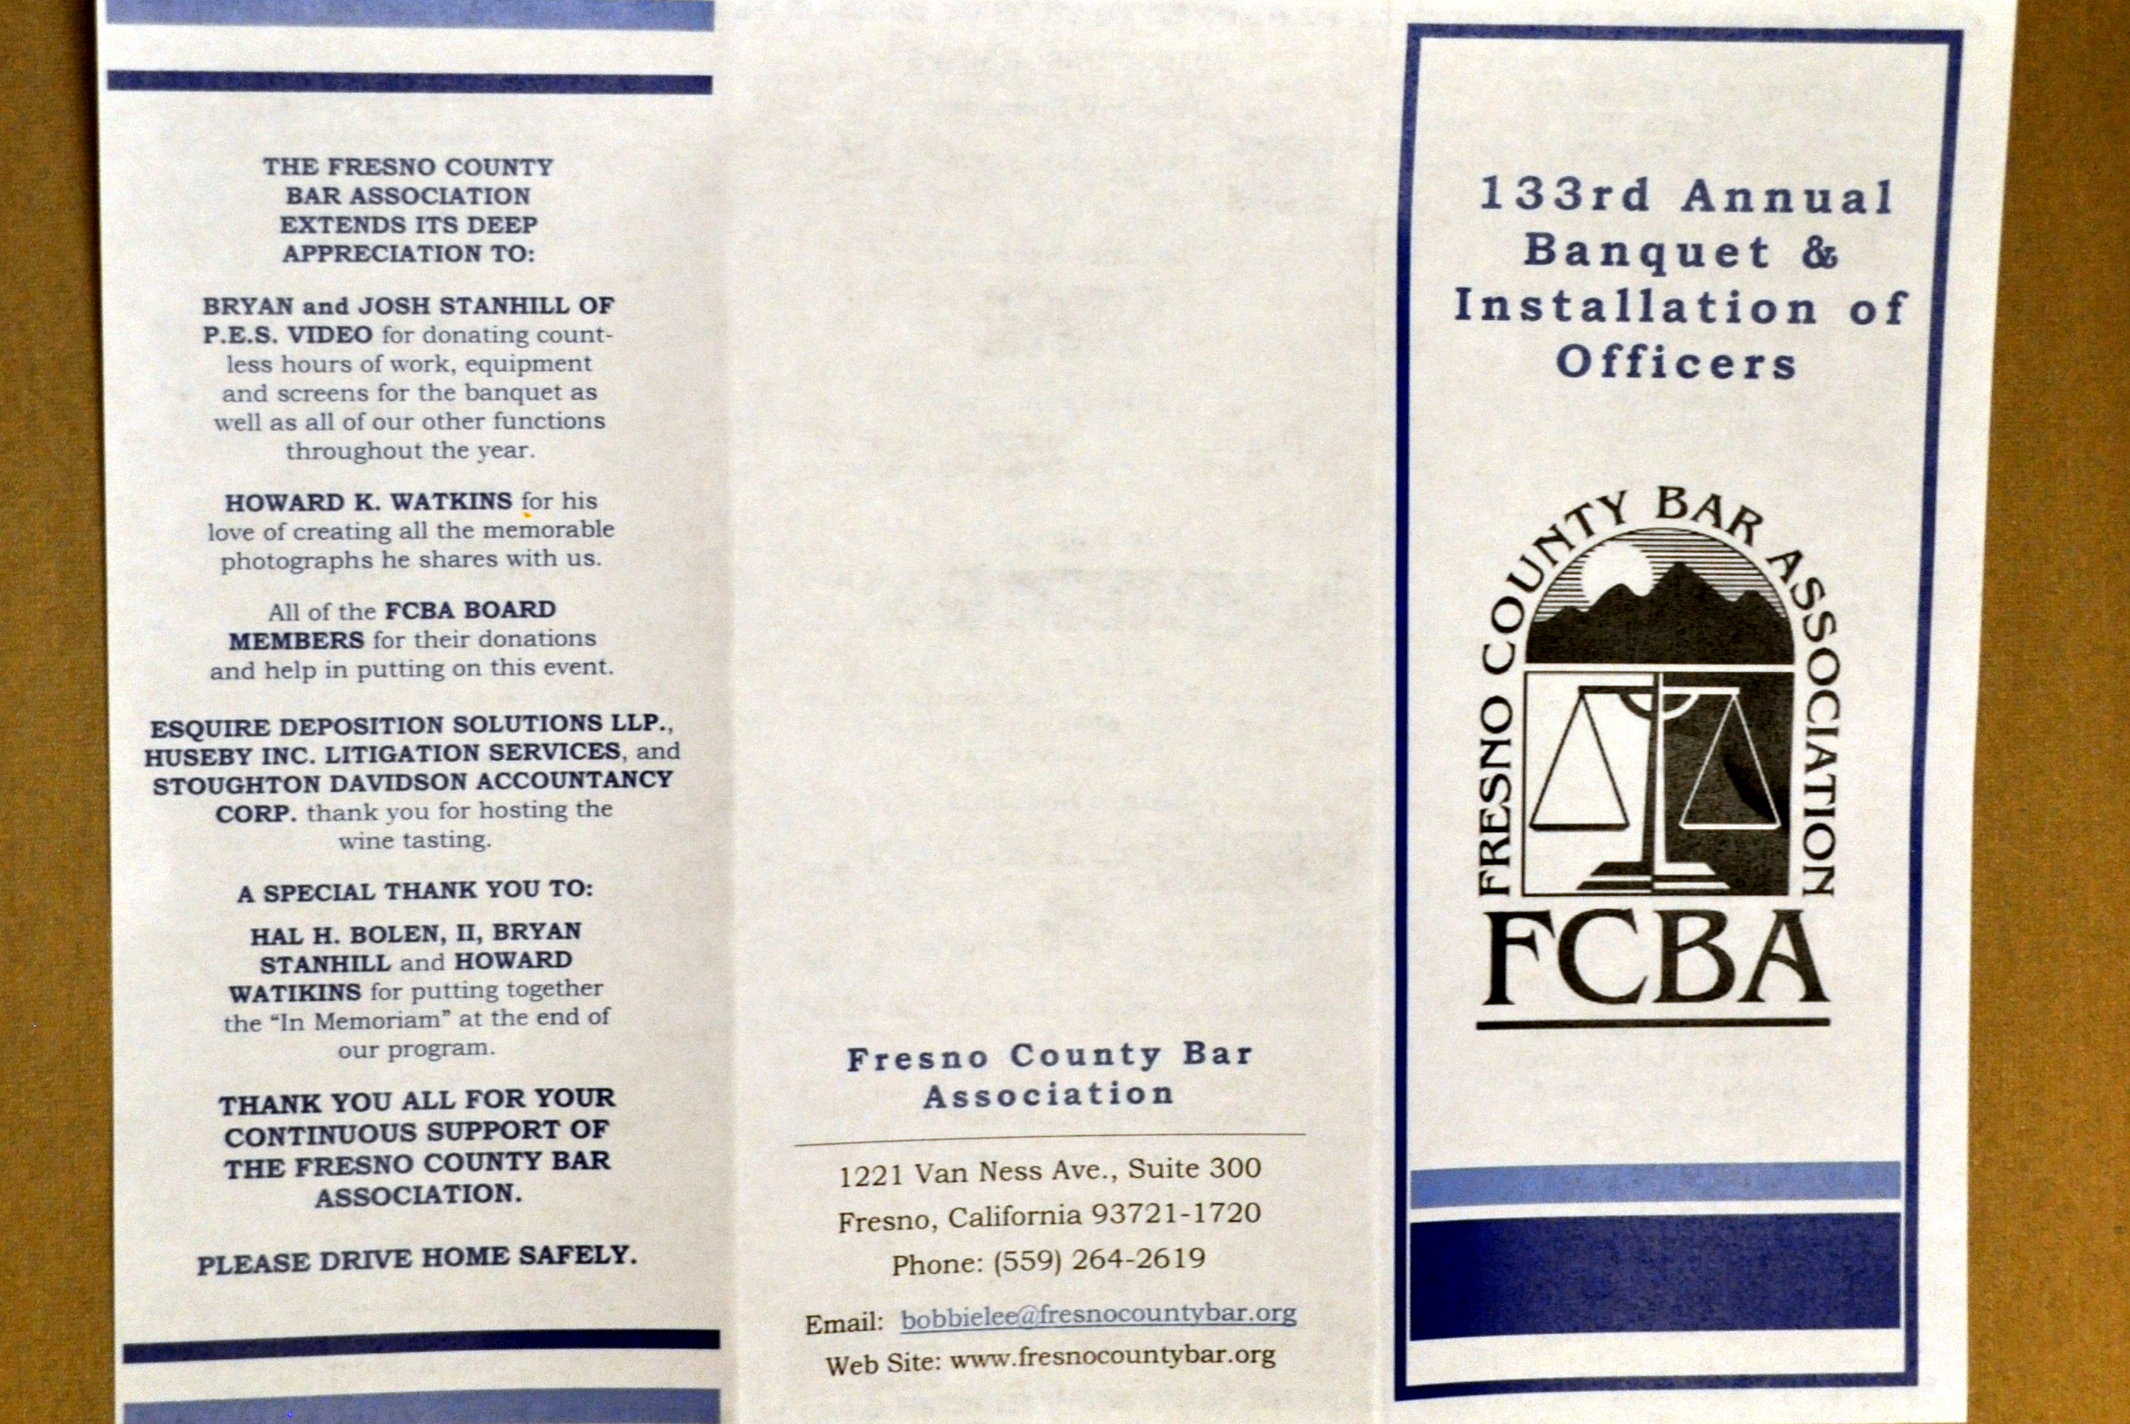 THE FRESNO COUNTY
BAR ASSOCIATION
EXTENDS ITS DEEP
APPRECIATION TO:
BRYAN and JOSH STANHILL OF
P.E.S. VIDEO for donating count-
less hours of work, equipment
and screens for the banquet as
well as all of our other functions
throughout the year.
HOWARD K. WATKINS for his
love of creating all the memorable
photographs he shares with us.
All of the FCBA BOARD
MEMBERS for their donations
and help in putting on this event.
ESQUIRE DEPOSITION SOLUTIONS LLP.,
HUSEBY INC. LITIGATION SERVICES, and
STOUGHTON DAVIDSON ACCOUNTANCY
CORP. thank you for hosting the
wine tasting.
A SPECIAL THANK YOU TO:
HAL H. BOLEN, II, BRYAN
STANHILL and HOWARD
WATIKINS for putting together
the “In Memoriam” at the end of
our program.
THANK YOU ALL FOR YOUR
CONTINUOUS SUPPORT OF
THE FRESNO COUNTY BAR
ASSOCIATION.
PLEASE DRIVE HOME SAFELY.
Fresno County Bar
Association
1221 Van Ness Ave., Suite 300
Fresno, California 93721-1720
Phone: (559) 264-2619
Email: bobbielee@fresnocountybar.org
Web Site: www.fresnocountybar.org
133rd Annual
Banquet &
Installation of
Officers
FRESNO COUNTY BAR ASSOCIATION
FCBA